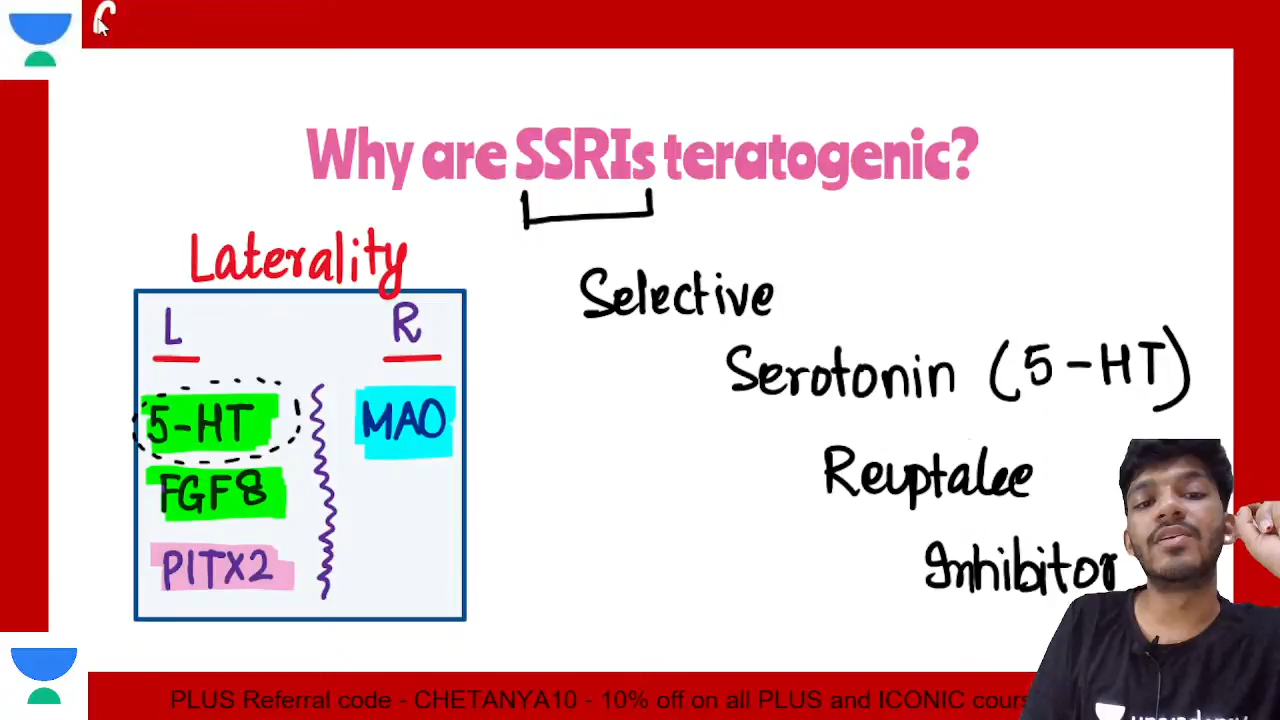 Why are SSRIs teratogenic?
Laterality
L R
5-HT MAO
FGF8
PITX2
Selective
Serotonin (5-HT)
Reuptake
Inhibitor
PLUS Referral code - CHETANYA10 - 10% off on all PLUS and ICONIC cour